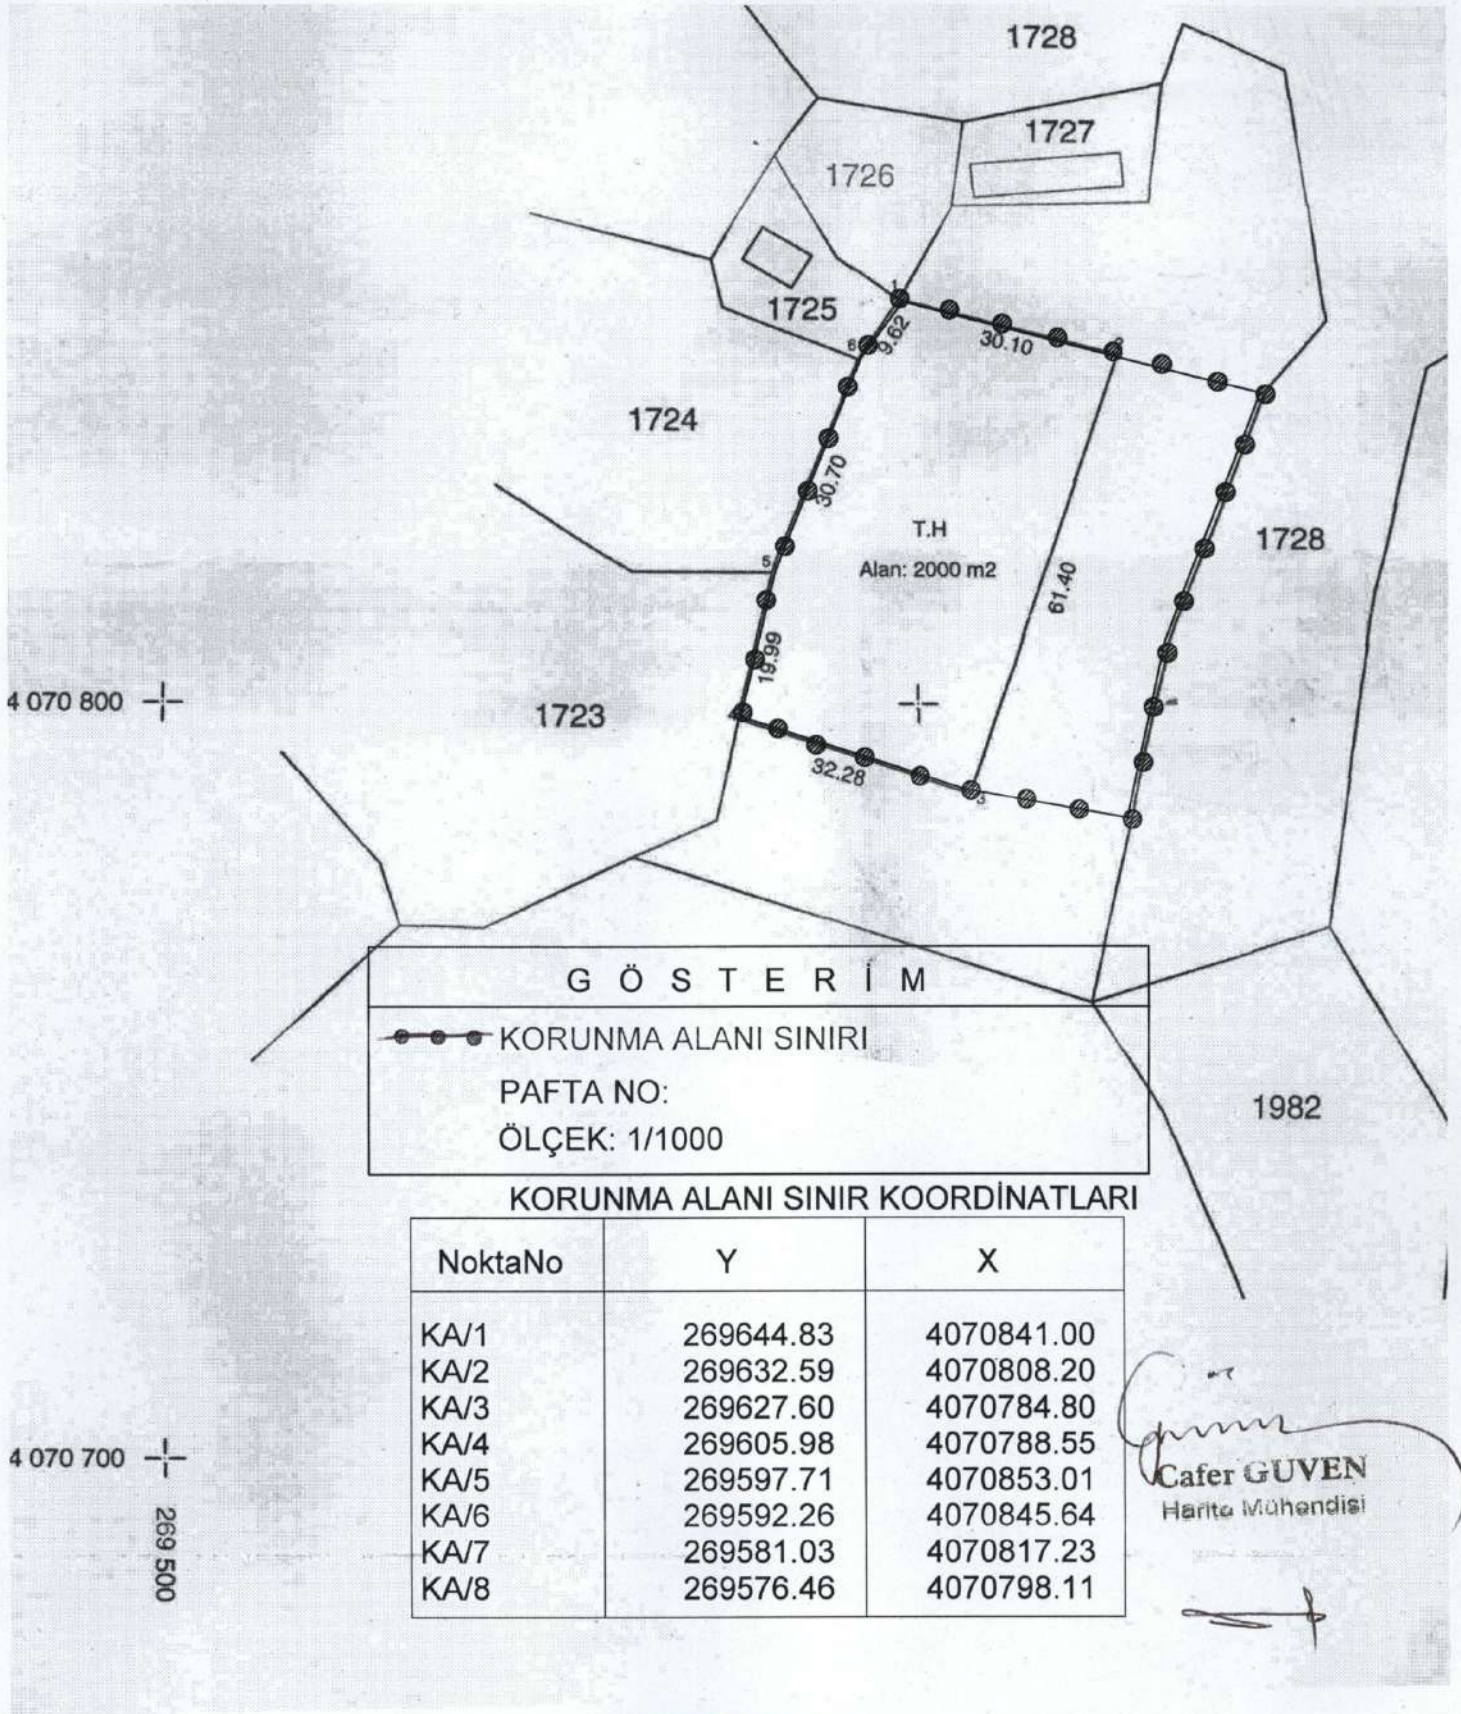 1728
1727
1726
1
1725
6
9.62
30.10
2
1724
30.70
T.H
Alan: 2000 m2
1728
5
61.40
19.99
4 070 800
1723
4
32.28
3
GÖSTERİM
KORUNMA ALANI SINIRI
PAFTA NO:
ÖLÇEK: 1/1000
1982
KORUNMA ALANI SINIR KOORDİNATLARI
NoktaNo Y X
KA/1 269644.83 4070841.00
KA/2 269632.59 4070808.20
KA/3 269627.60 4070784.80
KA/4 269605.98 4070788.55
KA/5 269597.71 4070853.01
KA/6 269592.26 4070845.64
KA/7 269581.03 4070817.23
KA/8 269576.46 4070798.11
4 070 700
269 500
Cafer GUVEN
Harita Mühendisi